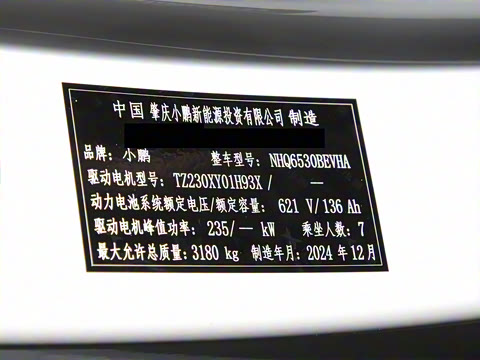 中国 肇庆小鹏新能源投资有限公司 制造
品牌：小鹏 整车型号：NHQ6530BEVHA
驱动电机型号：TZ230XY01H93X / —
动力电池系统额定电压/额定容量：621 V/ 136 Ah
驱动电机峰值功率：235/— kW 乘坐人数：7
最大允许总质量：3180 kg 制造年月：2024 年 12 月